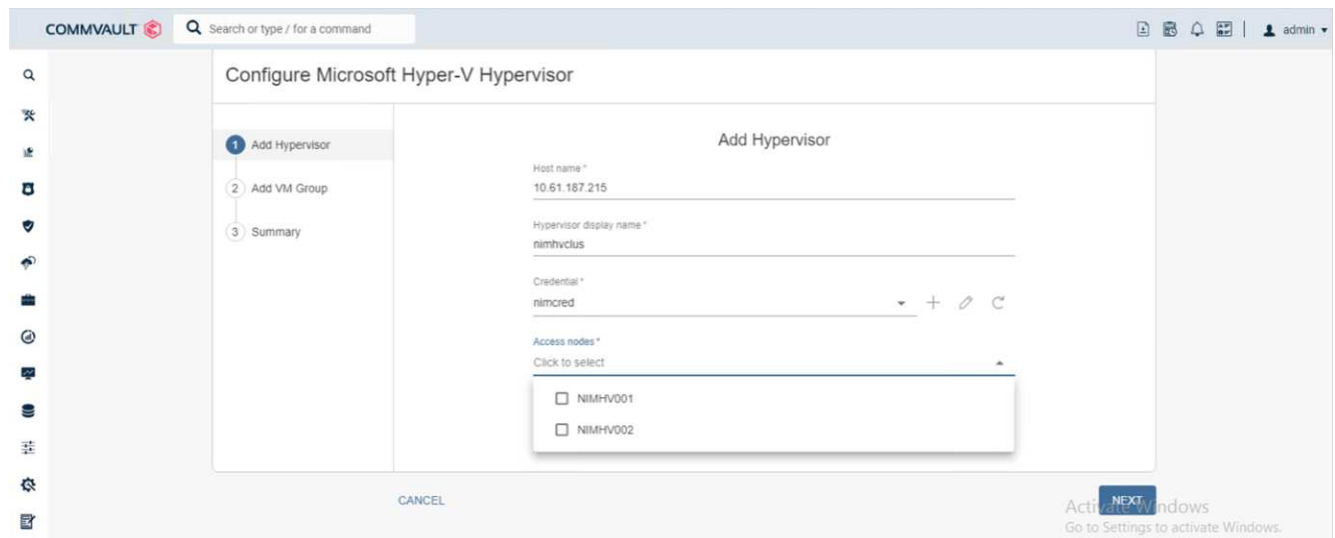 COMMVAULT
Search or type / for a command
admin
Configure Microsoft Hyper-V Hypervisor
1 Add Hypervisor
2 Add VM Group
3 Summary
Add Hypervisor
Host name *
10.61.187.215
Hypervisor display name *
nimhvclus
Credential *
nimcred
Access nodes *
Click to select
NIMHV001
NIMHV002
CANCEL
NEXT
Activate Windows
Go to Settings to activate Windows.